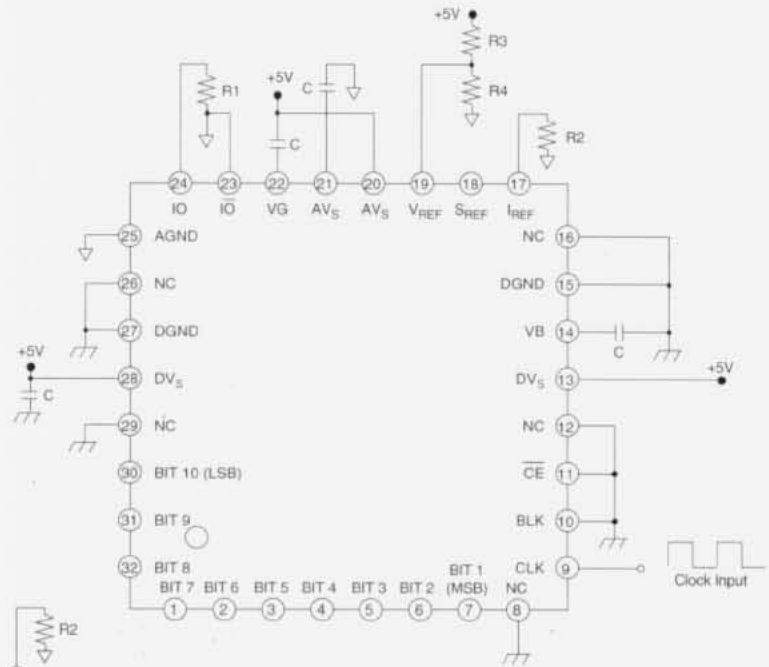 +5V
R3
R4
+5V
R1
C
C
R2
24 23 22 21 20 19 18 17
IO IO VG AVS AVS VREF SREF IREF
25 AGND
NC 16
26 NC
DGND 15
27 DGND
VB 14
C
+5V
28 DVS
C
DVS 13
+5V
29 NC
NC 12
30 BIT 10 (LSB)
CE 11
31 BIT 9
BLK 10
32 BIT 8
CLK 9
Clock Input
BIT 7 BIT 6 BIT 5 BIT 4 BIT 3 BIT 2 BIT 1 (MSB) NC
1 2 3 4 5 6 7 8
R2